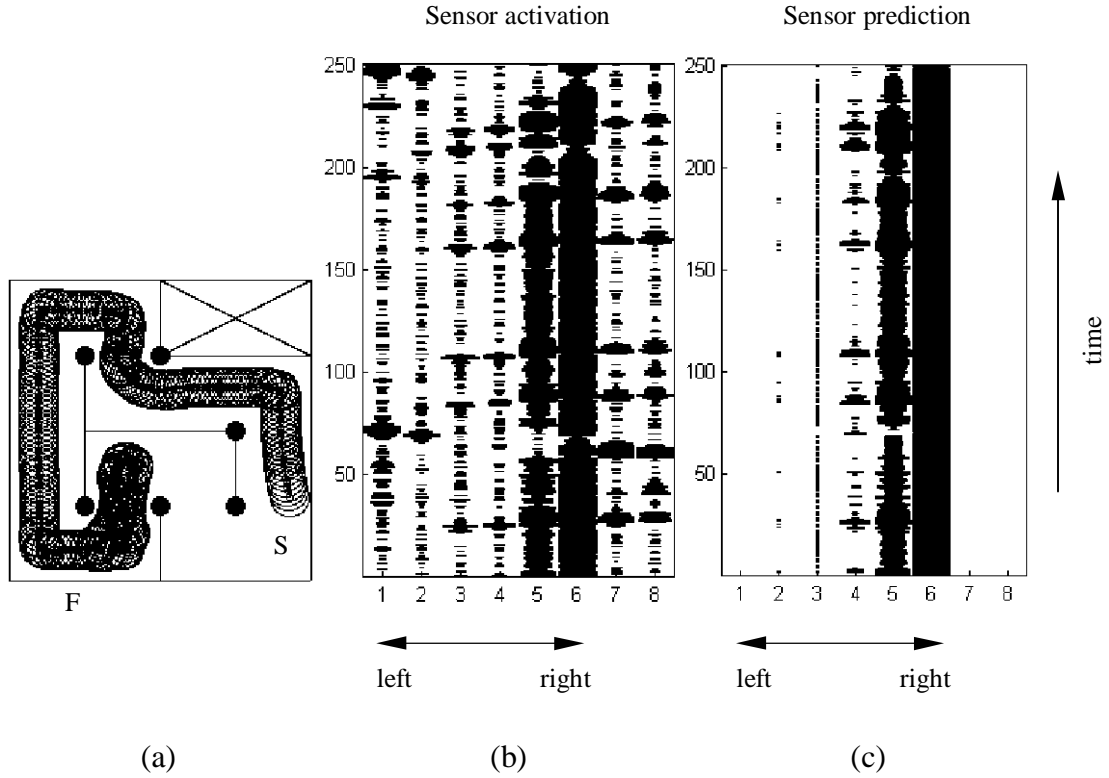 Sensor activation
Sensor prediction
250
200
150
100
50
1 2 3 4 5 6 7 8
left right
250
200
150
100
50
1 2 3 4 5 6 7 8
left right
time
S
F
(a) (b) (c)